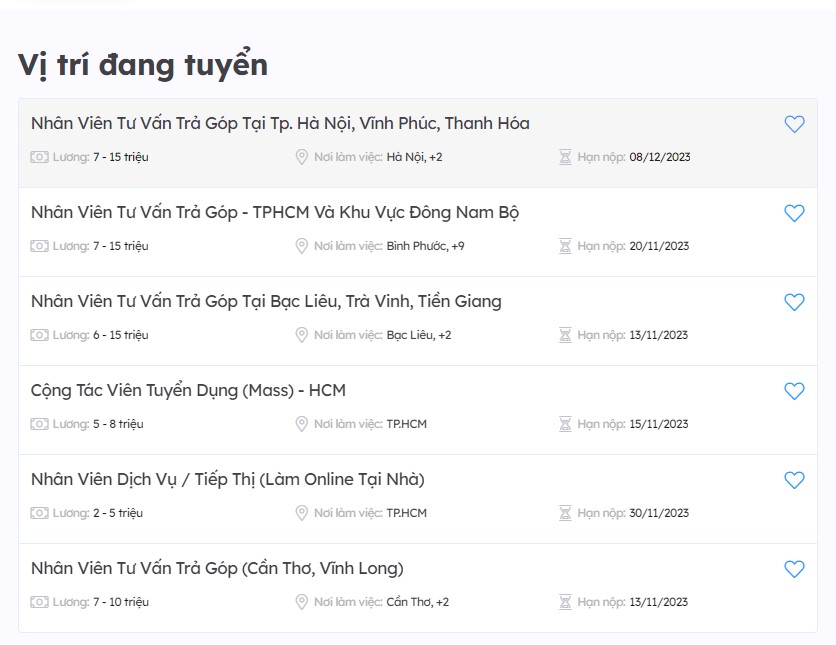 Vị trí đang tuyển
Nhân Viên Tư Vấn Trả Góp Tại Tp. Hà Nội, Vĩnh Phúc, Thanh Hóa
Lương: 7 - 15 triệu Nơi làm việc: Hà Nội, +2 Hạn nộp: 08/12/2023
Nhân Viên Tư Vấn Trả Góp - TPHCM Và Khu Vực Đông Nam Bộ
Lương: 7 - 15 triệu Nơi làm việc: Bình Phước, +9 Hạn nộp: 20/11/2023
Nhân Viên Tư Vấn Trả Góp Tại Bạc Liêu, Trà Vinh, Tiền Giang
Lương: 6 - 15 triệu Nơi làm việc: Bạc Liêu, +2 Hạn nộp: 13/11/2023
Cộng Tác Viên Tuyển Dụng (Mass) - HCM
Lương: 5 - 8 triệu Nơi làm việc: TP.HCM Hạn nộp: 15/11/2023
Nhân Viên Dịch Vụ / Tiếp Thị (Làm Online Tại Nhà)
Lương: 2 - 5 triệu Nơi làm việc: TP.HCM Hạn nộp: 30/11/2023
Nhân Viên Tư Vấn Trả Góp (Cần Thơ, Vĩnh Long)
Lương: 7 - 10 triệu Nơi làm việc: Cần Thơ, +2 Hạn nộp: 13/11/2023